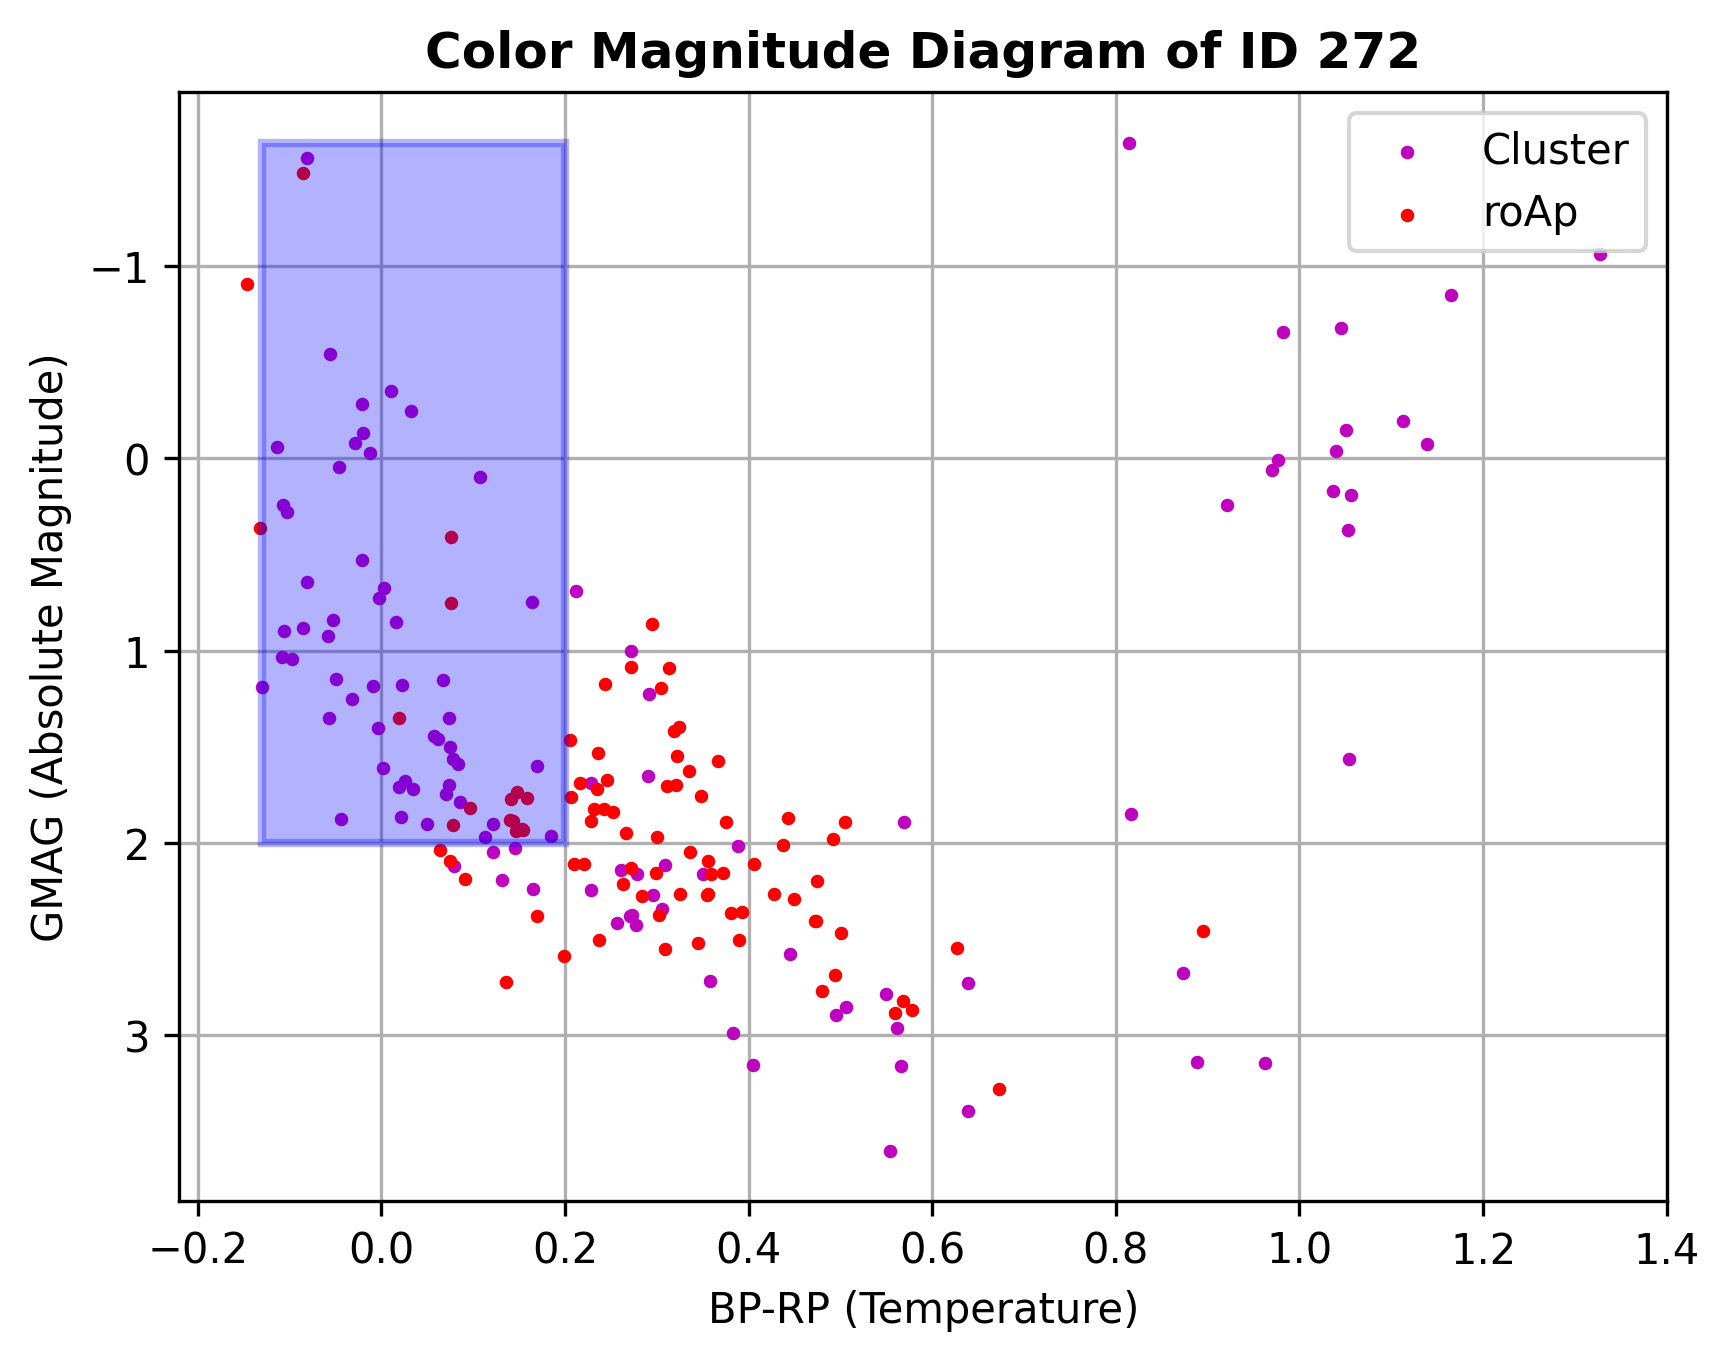 Color Magnitude Diagram of ID 272
Cluster
roAp
GMAG (Absolute Magnitude)
−1
0
1
2
3
−0.2 0.0 0.2 0.4 0.6 0.8 1.0 1.2 1.4
BP-RP (Temperature)